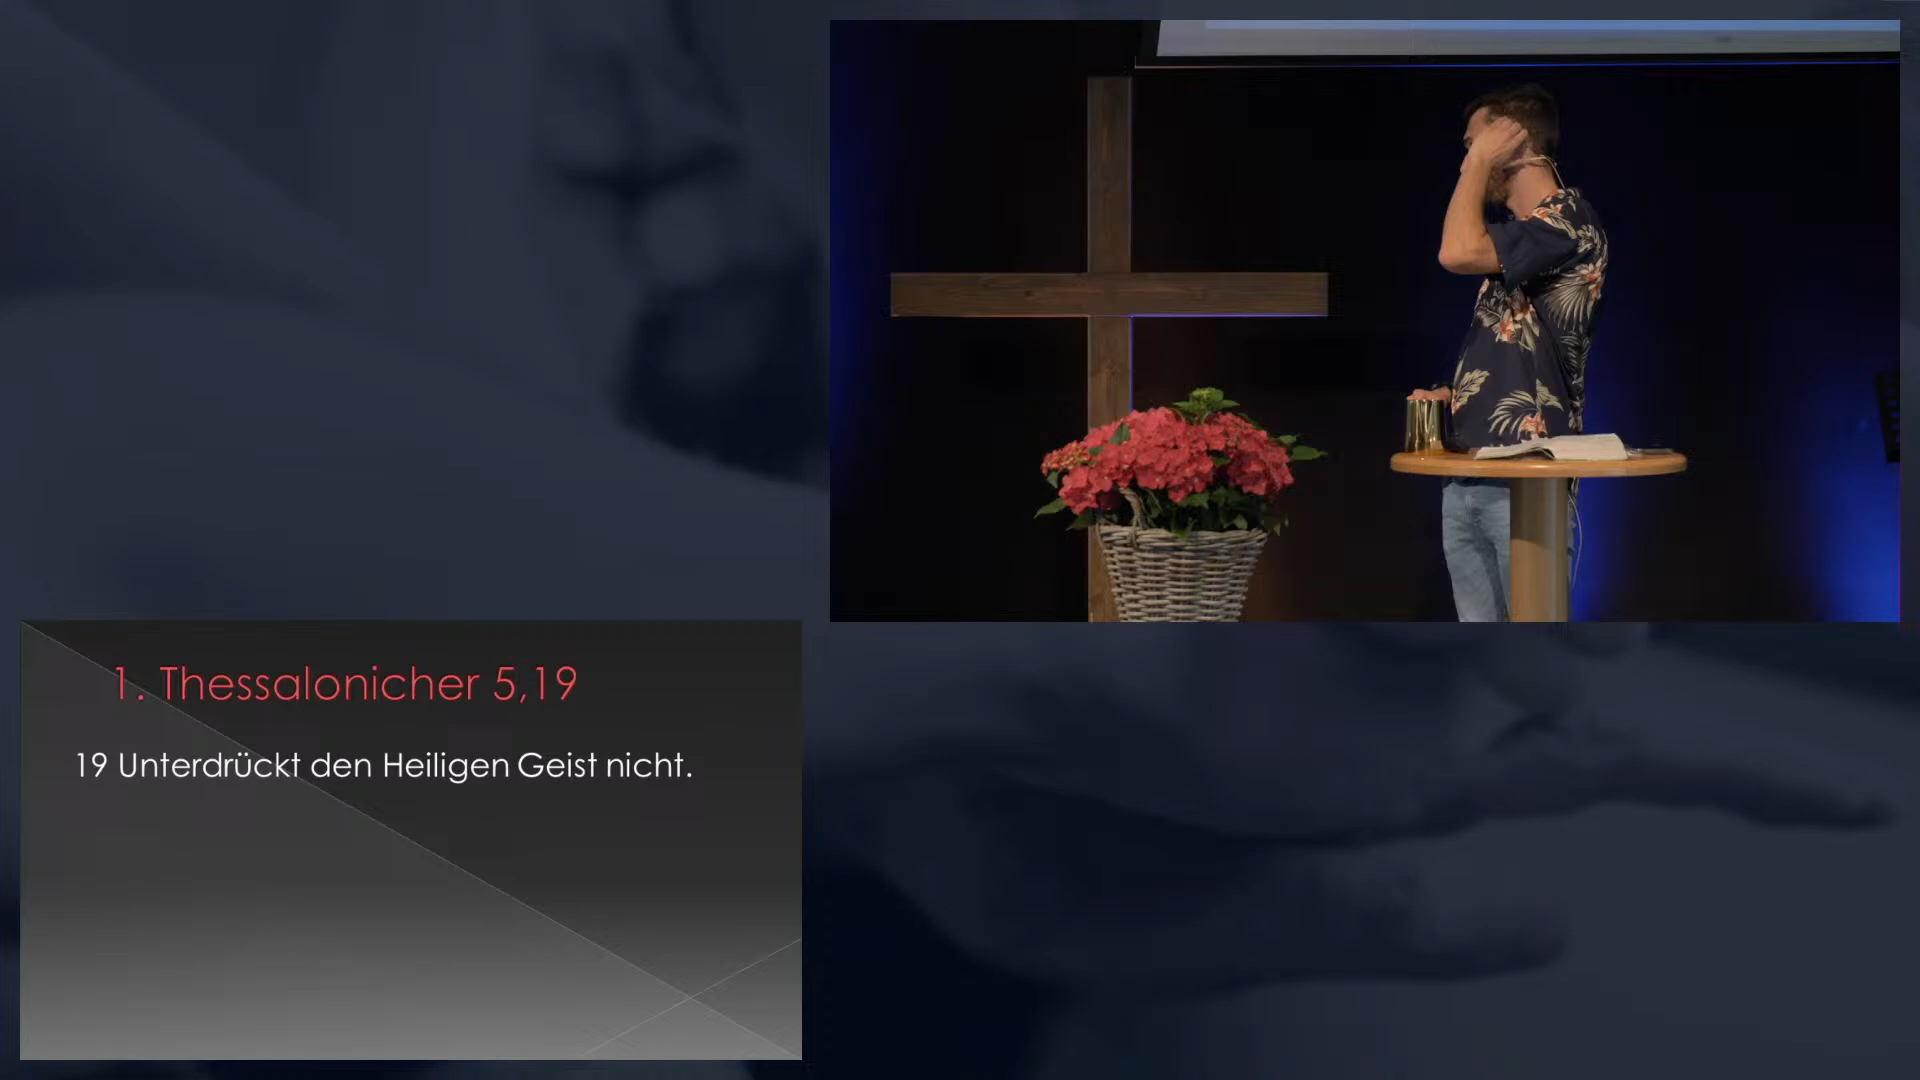 1. Thessalonicher 5,19
19 Unterdrückt den Heiligen Geist nicht.